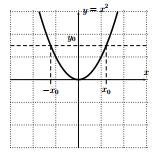 y = x²
y₀
x
−x₀
x₀